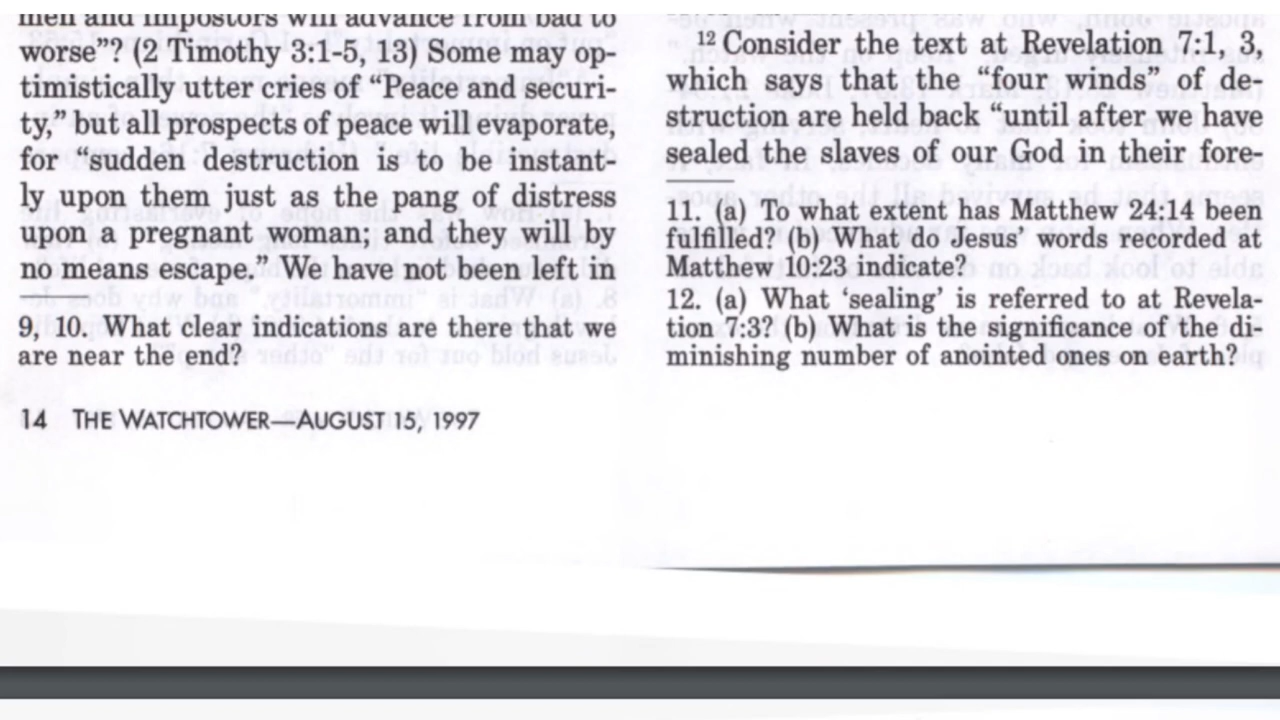 men and impostors will advance from bad to
worse”? (2 Timothy 3:1-5, 13) Some may op-
timistically utter cries of “Peace and securi-
ty,” but all prospects of peace will evaporate,
for “sudden destruction is to be instant-
ly upon them just as the pang of distress
upon a pregnant woman; and they will by
no means escape.” We have not been left in
9, 10. What clear indications are there that we
are near the end?
14 THE WATCHTOWER—AUGUST 15, 1997
12 Consider the text at Revelation 7:1, 3,
which says that the “four winds” of de-
struction are held back “until after we have
sealed the slaves of our God in their fore-
11. (a) To what extent has Matthew 24:14 been
fulfilled? (b) What do Jesus’ words recorded at
Matthew 10:23 indicate?
12. (a) What ‘sealing’ is referred to at Revela-
tion 7:3? (b) What is the significance of the di-
minishing number of anointed ones on earth?